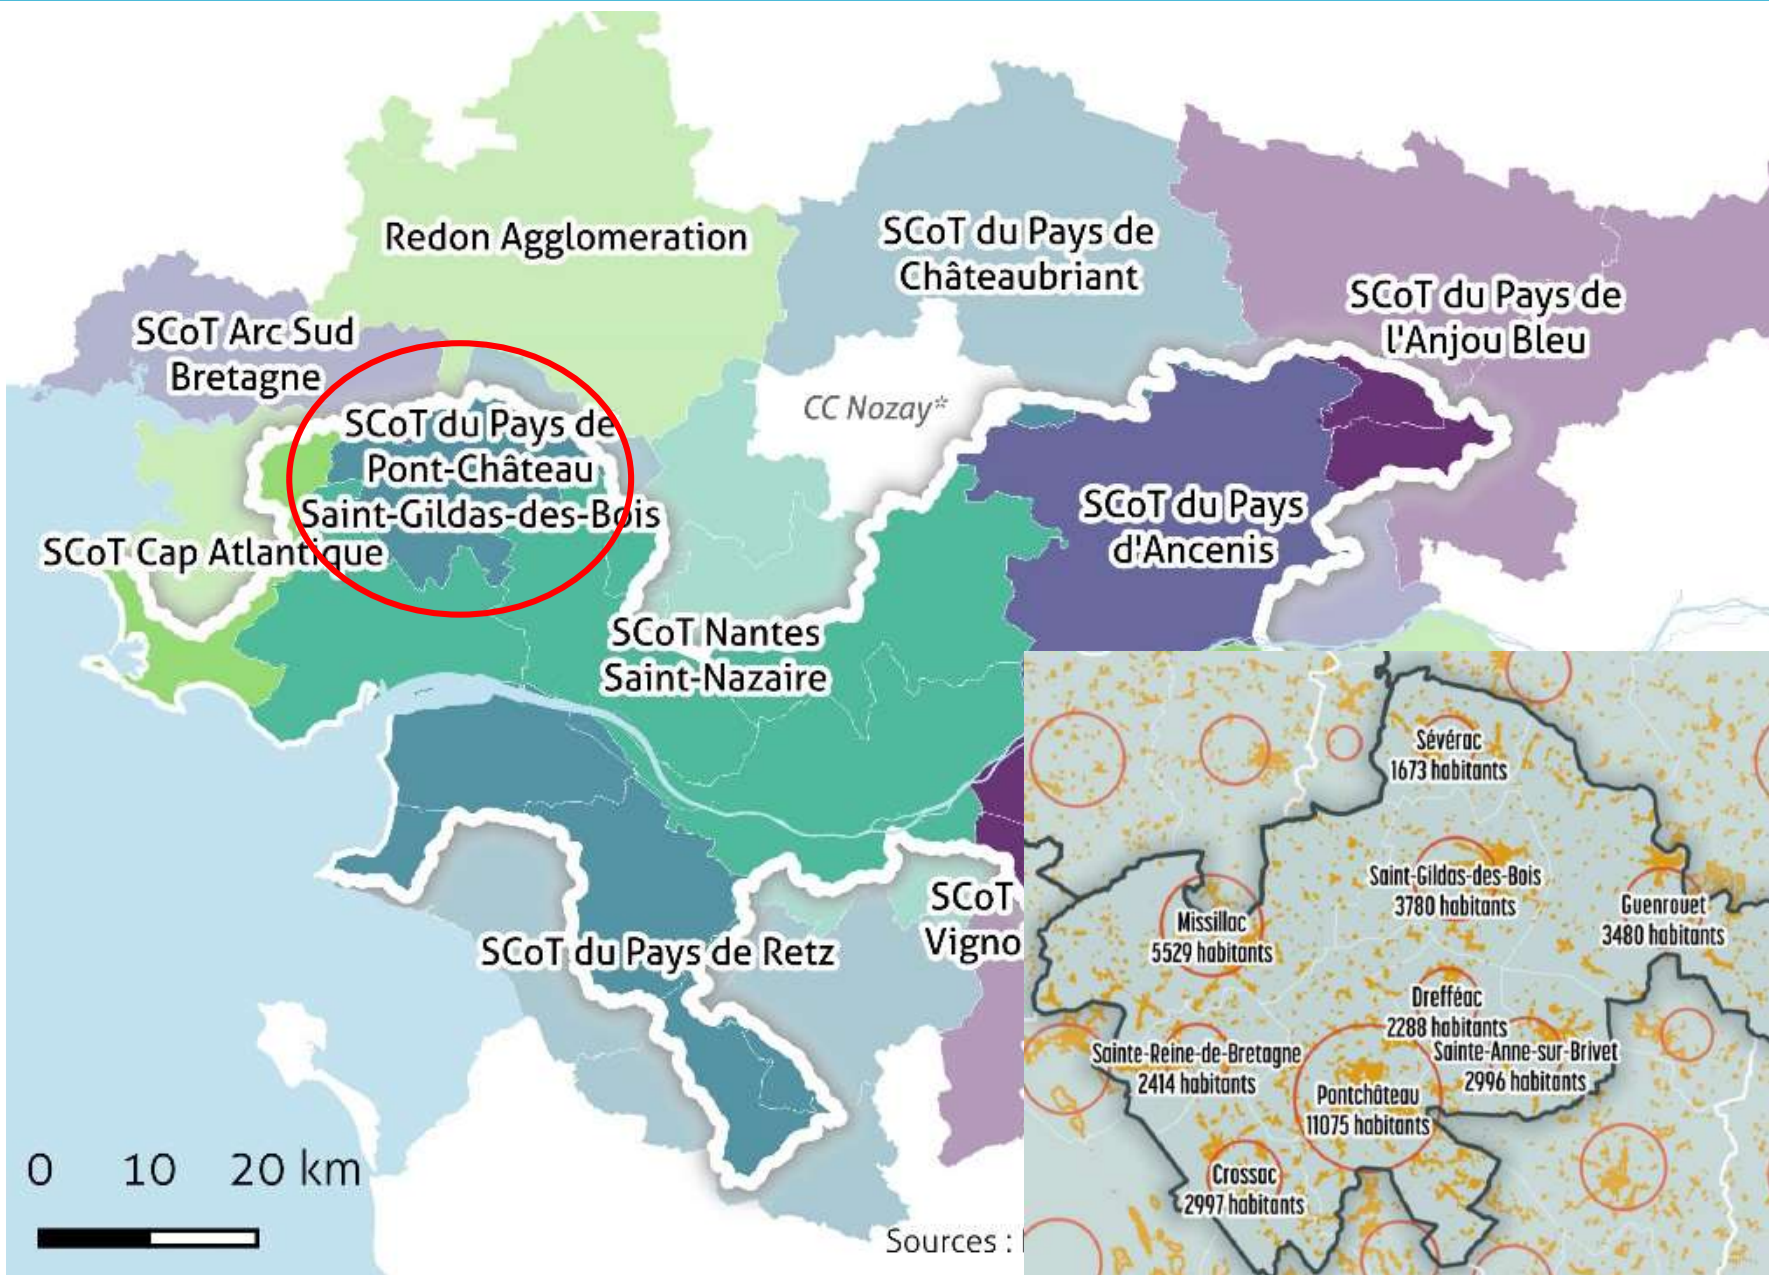 Redon Agglomeration
SCoT du Pays de
Châteaubriant
SCoT du Pays de
l'Anjou Bleu
SCoT Arc Sud
Bretagne
CC Nozay*
SCoT du Pays de
Pont-Château
Saint-Gildas-des-Bois
SCoT Cap Atlantique
SCoT du Pays
d'Ancenis
SCoT Nantes
Saint-Nazaire
SCoT
SCoT du Pays de Retz
0 10 20 km
Sources :
Sévérac
1673 habitants
Saint-Gildas-des-Bois
3780 habitants
Guenrouet
3480 habitants
Missillac
5529 habitants
Drefféac
2288 habitants
Sainte-Reine-de-Bretagne
2414 habitants
Sainte-Anne-sur-Brivet
2996 habitants
Pontchâteau
11075 habitants
Crossac
2997 habitants